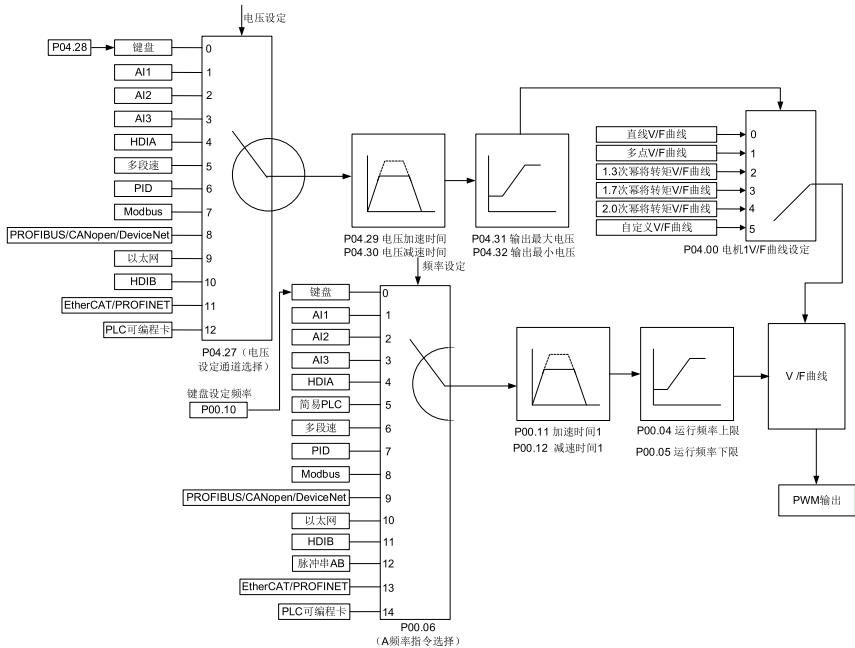 电压设定
P04.28
键盘
0
AI1
1
AI2
2
AI3
3
HDIA
4
多段速
5
PID
6
Modbus
7
PROFIBUS/CANopen/DeviceNet
8
以太网
9
HDIB
10
EtherCAT/PROFINET
11
PLC可编程卡
12
P04.27（电压
设定通道选择）
P04.29 电压加速时间
P04.30 电压减速时间
P04.31 输出最大电压
P04.32 输出最小电压
直线V/F曲线
0
多点V/F曲线
1
1.3次幂将转矩V/F曲线
2
1.7次幂将转矩V/F曲线
3
2.0次幂将转矩V/F曲线
4
自定义V/F曲线
5
P04.00 电机1V/F曲线设定
频率设定
键盘设定频率
P00.10
键盘
0
AI1
1
AI2
2
AI3
3
HDIA
4
简易PLC
5
多段速
6
PID
7
Modbus
8
PROFIBUS/CANopen/DeviceNet
9
以太网
10
HDIB
11
脉冲串AB
12
EtherCAT/PROFINET
13
PLC可编程卡
14
P00.06
（A频率指令选择）
P00.11 加速时间1
P00.12 减速时间1
P00.04 运行频率上限
P00.05 运行频率下限
V /F曲线
PWM输出